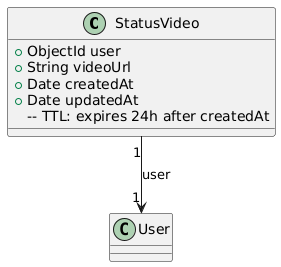 C StatusVideo
ObjectId user
String videoUrl
Date createdAt
Date updatedAt
-- TTL: expires 24h after createdAt
1
user
1
C User